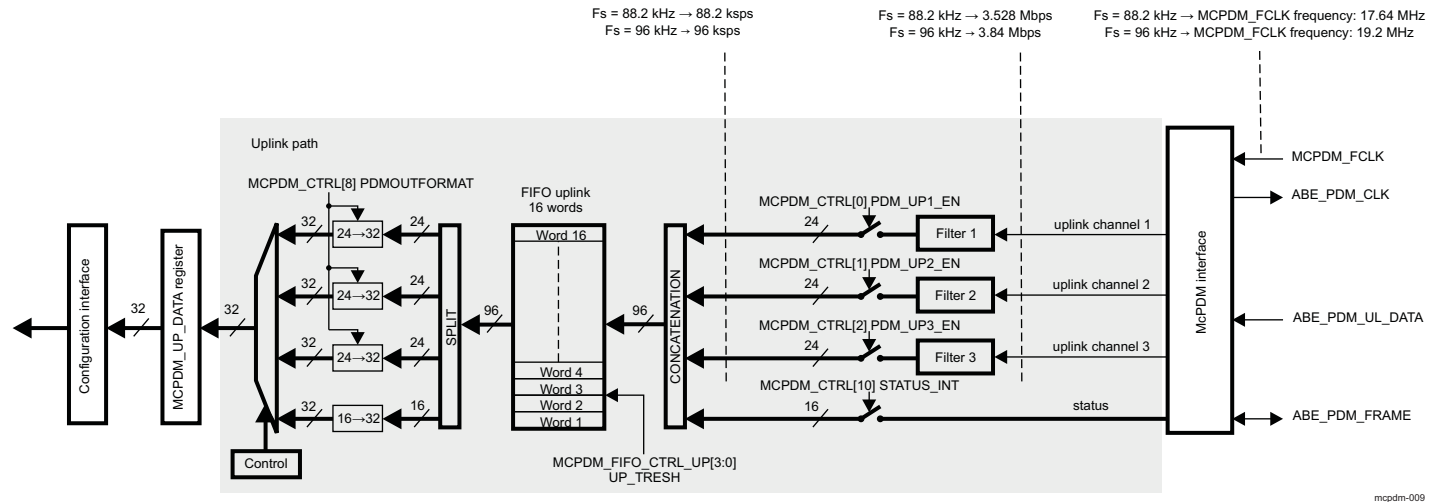 Fs = 88.2 kHz → 88.2 ksps
Fs = 96 kHz → 96 ksps
Fs = 88.2 kHz → 3.528 Mbps
Fs = 96 kHz → 3.84 Mbps
Fs = 88.2 kHz → MCPDM_FCLK frequency: 17.64 MHz
Fs = 96 kHz → MCPDM_FCLK frequency: 19.2 MHz
Uplink path
MCPDM_CTRL[8] PDMOUTFORMAT
FIFO uplink
16 words
Configuration interface
32
MCPDM_UP_DATA register
32
Control
32
24→32
24
32
24→32
24
32
24→32
24
32
16→32
16
SPLIT
96
Word 16
Word 4
Word 3
Word 2
Word 1
MCPDM_FIFO_CTRL_UP[3:0]
UP_TRESH
96
CONCATENATION
MCPDM_CTRL[0] PDM_UP1_EN
24
Filter 1
uplink channel 1
MCPDM_CTRL[1] PDM_UP2_EN
24
Filter 2
uplink channel 2
MCPDM_CTRL[2] PDM_UP3_EN
24
Filter 3
uplink channel 3
MCPDM_CTRL[10] STATUS_INT
16
status
McPDM interface
MCPDM_FCLK
ABE_PDM_CLK
ABE_PDM_UL_DATA
ABE_PDM_FRAME
mcpdm-009